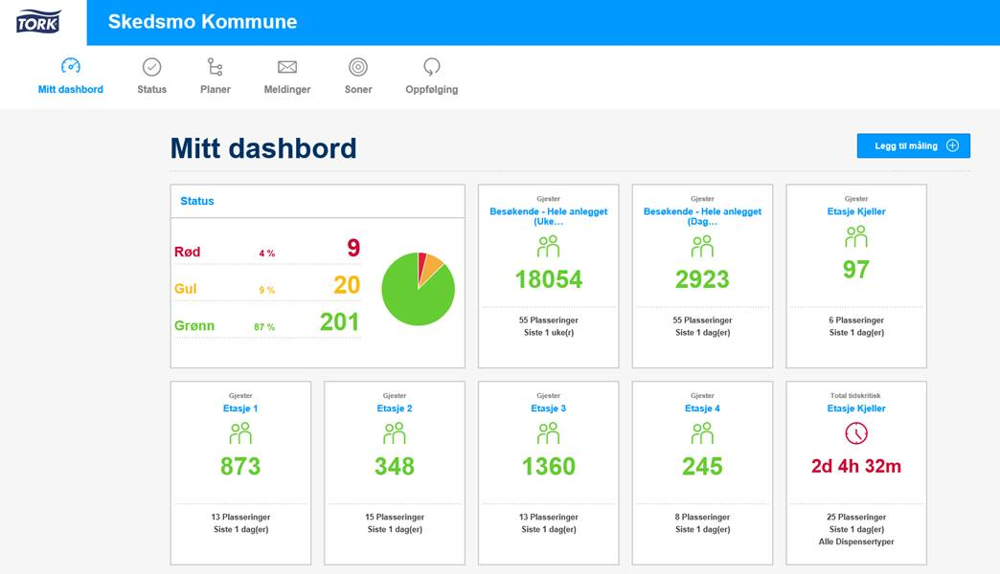 TORK
Skedsmo Kommune
Mitt dashbord
Status
Planer
Meldinger
Soner
Oppfølging
Mitt dashbord
Legg til måling
Status
Rød 4 % 9
Gul 9 % 20
Grønn 87 % 201
Gjester
Besøkende - Hele anlegget
(Uke...
18054
55 Plasseringer
Siste 1 uke(r)
Gjester
Besøkende - Hele anlegget
(Dag...
2923
55 Plasseringer
Siste 1 dag(er)
Gjester
Etasje Kjeller
97
6 Plasseringer
Siste 1 dag(er)
Gjester
Etasje 1
873
13 Plasseringer
Siste 1 dag(er)
Gjester
Etasje 2
348
15 Plasseringer
Siste 1 dag(er)
Gjester
Etasje 3
1360
13 Plasseringer
Siste 1 dag(er)
Gjester
Etasje 4
245
8 Plasseringer
Siste 1 dag(er)
Total tidskritisk
Etasje Kjeller
2d 4h 32m
25 Plasseringer
Siste 1 dag(er)
Alle Dispensertyper